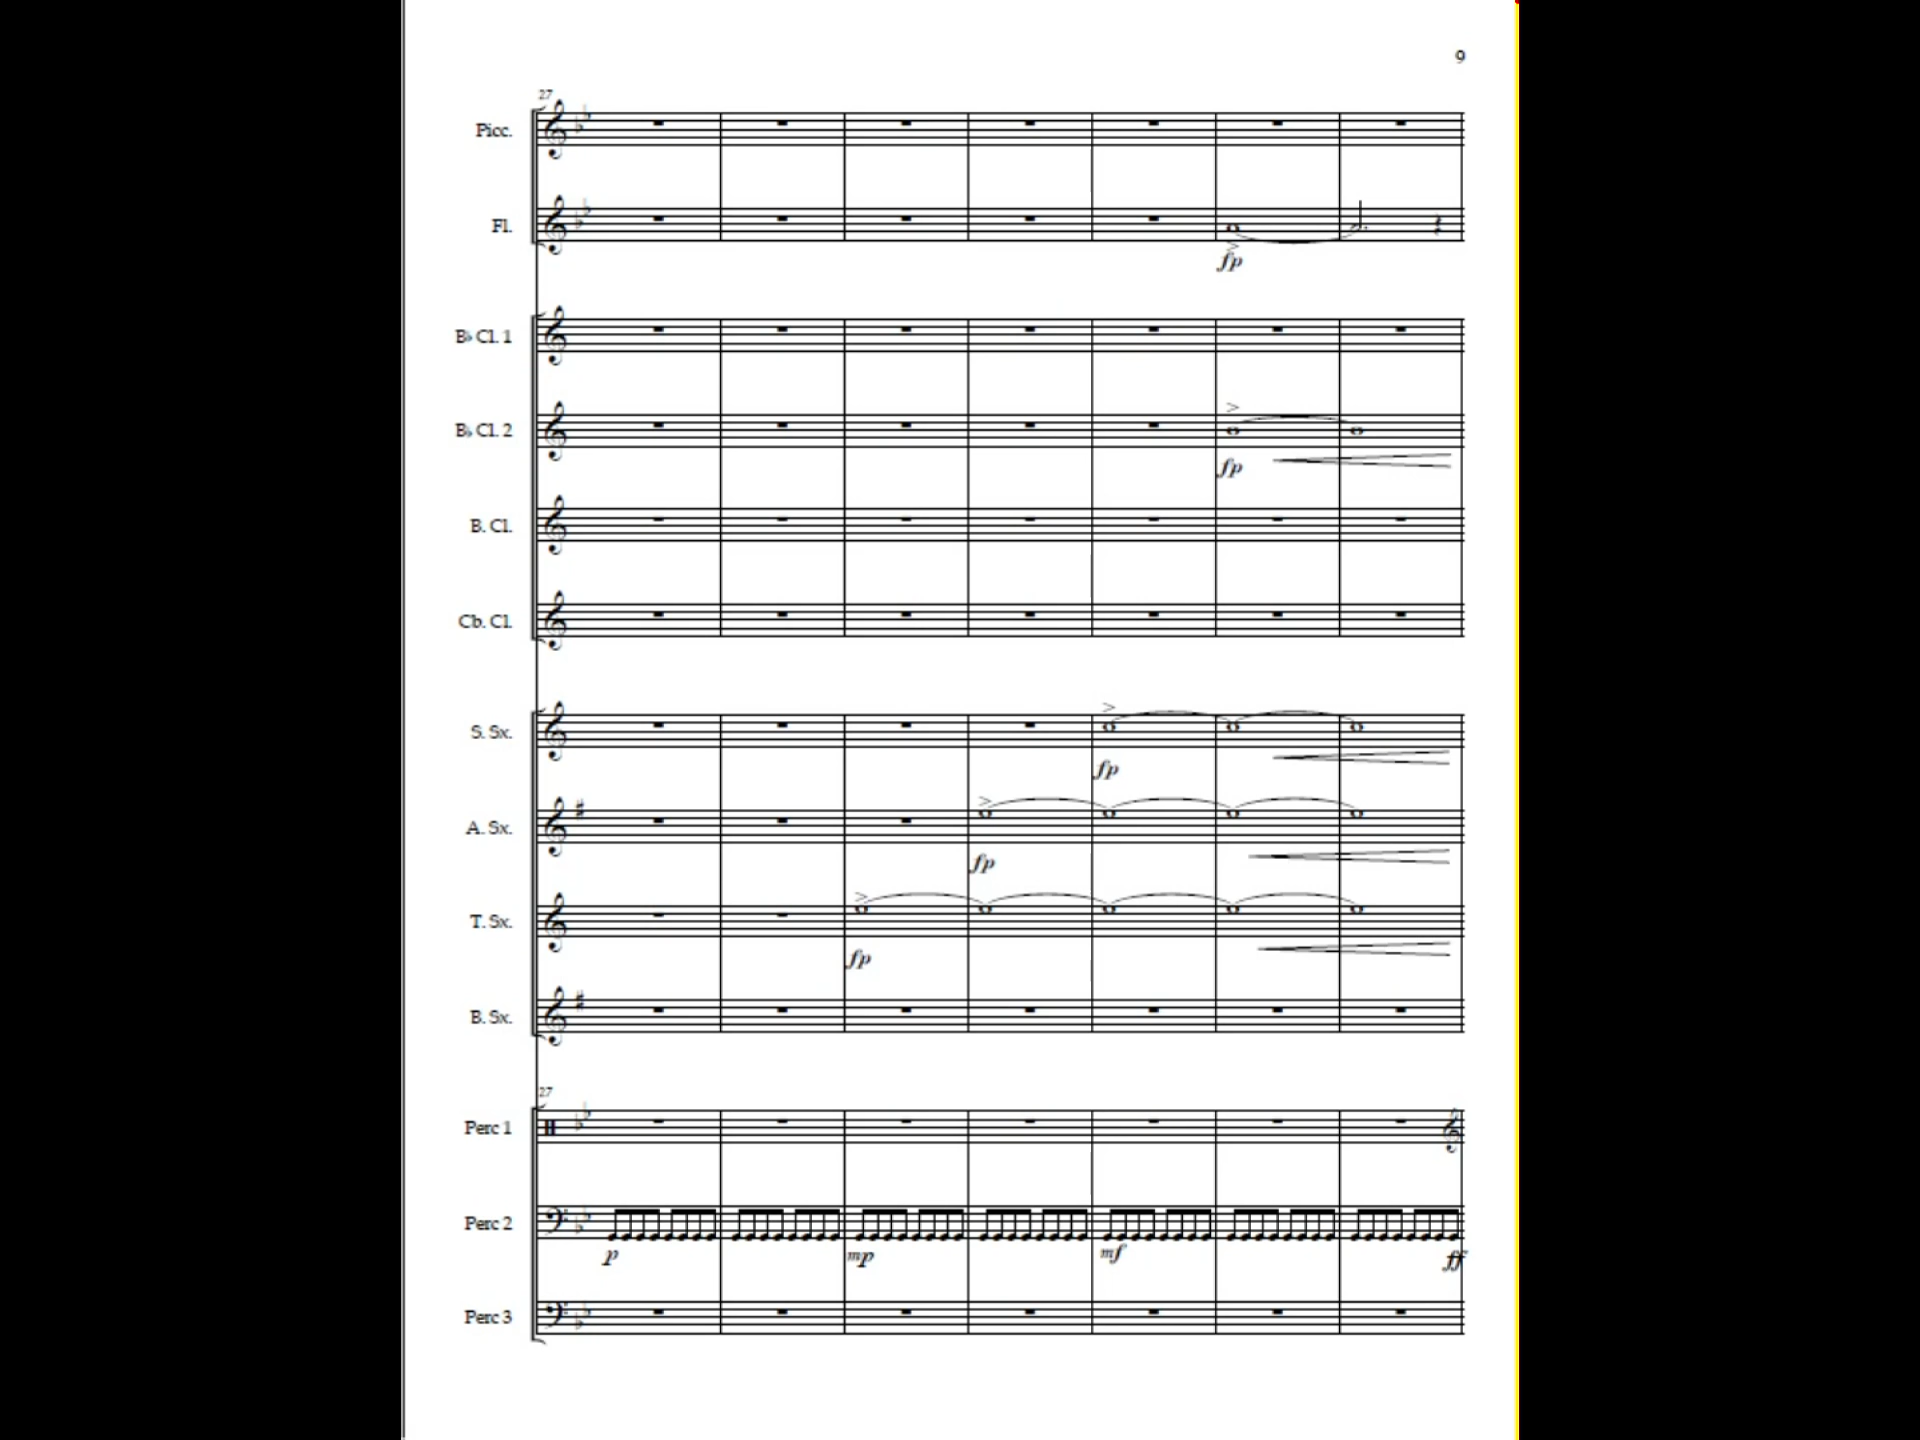 9
27
Picc.
Fl.
fp
B♭ Cl. 1
B♭ Cl. 2
fp
B. Cl.
Cb. Cl.
S. Sx.
fp
A. Sx.
fp
T. Sx.
fp
B. Sx.
27
Perc 1
Perc 2
p mp mf ff
Perc 3